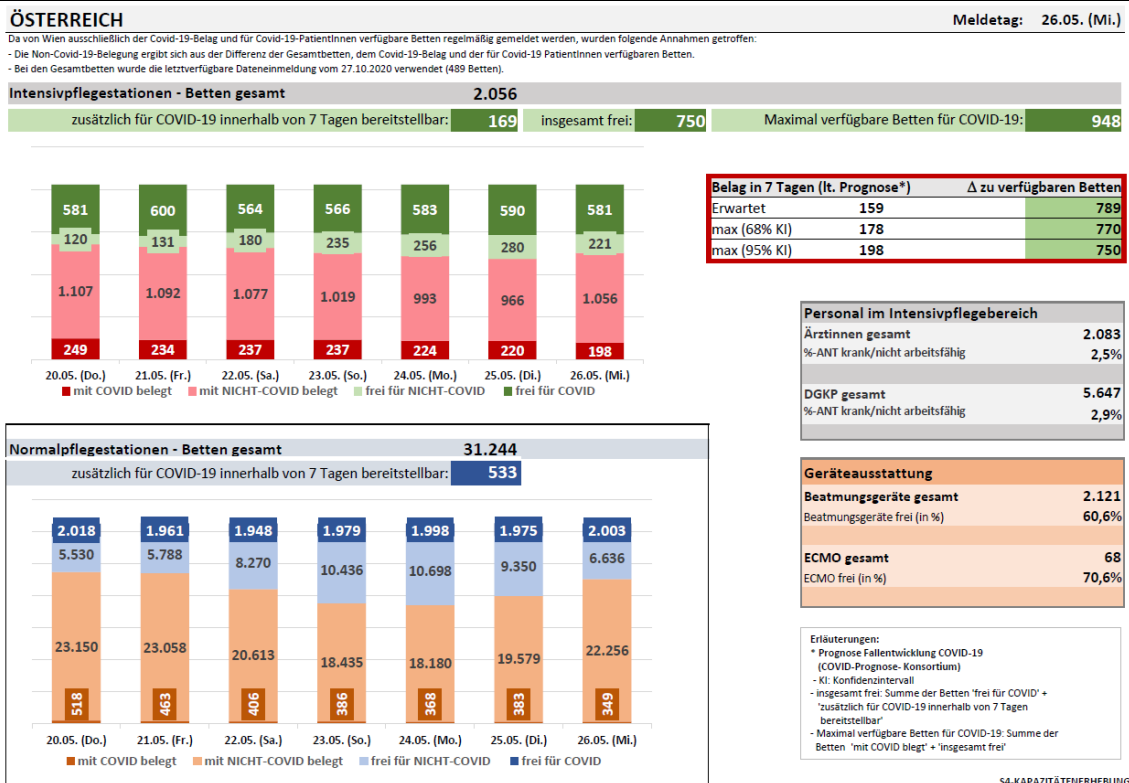 ÖSTERREICH Meldetag: 26.05. (Mi.)
Da von Wien ausschließlich der Covid-19-Belag und für Covid-19-PatientInnen verfügbare Betten regelmäßig gemeldet werden, wurden folgende Annahmen getroffen:
- Die Non-Covid-19-Belegung ergibt sich aus der Differenz der Gesamtbetten, dem Covid-19-Belag und der für Covid-19 PatientInnen verfügbaren Betten.
- Bei den Gesamtbetten wurde die letztverfügbare Dateneinmeldung vom 27.10.2020 verwendet (489 Betten).
Intensivpflegestationen - Betten gesamt 2.056
zusätzlich für COVID-19 innerhalb von 7 Tagen bereitstellbar: 169 insgesamt frei: 750 Maximal verfügbare Betten für COVID-19: 948
581 600 564 566 583 590 581
120 131 180 235 256 280 221
1.107 1.092 1.077 1.019 993 966 1.056
249 234 237 237 224 220 198
20.05. (Do.) 21.05. (Fr.) 22.05. (Sa.) 23.05. (So.) 24.05. (Mo.) 25.05. (Di.) 26.05. (Mi.)
mit COVID belegt mit NICHT-COVID belegt frei für NICHT-COVID frei für COVID
Belag in 7 Tagen (lt. Prognose*) Δ zu verfügbaren Betten
Erwartet 159 789
max (68% KI) 178 770
max (95% KI) 198 750
Personal im Intensivpflegebereich
Ärztinnen gesamt 2.083
%-ANT krank/nicht arbeitsfähig 2,5%
DGKP gesamt 5.647
%-ANT krank/nicht arbeitsfähig 2,9%
Normalpflegestationen - Betten gesamt 31.244
zusätzlich für COVID-19 innerhalb von 7 Tagen bereitstellbar: 533
2.018 1.961 1.948 1.979 1.998 1.975 2.003
5.530 5.788 8.270 10.436 10.698 9.350 6.636
23.150 23.058 20.613 18.435 18.180 19.579 22.256
518 463 406 386 368 383 349
20.05. (Do.) 21.05. (Fr.) 22.05. (Sa.) 23.05. (So.) 24.05. (Mo.) 25.05. (Di.) 26.05. (Mi.)
mit COVID belegt mit NICHT-COVID belegt frei für NICHT-COVID frei für COVID
Geräteausstattung
Beatmungsgeräte gesamt 2.121
Beatmungsgeräte frei (in %) 60,6%
ECMO gesamt 68
ECMO frei (in %) 70,6%
Erläuterungen:
* Prognose Fallentwicklung COVID-19
(COVID-Prognose- Konsortium)
- KI: Konfidenzintervall
- insgesamt frei: Summe der Betten 'frei für COVID' +
'zusätzlich für COVID-19 innerhalb von 7 Tagen
bereitstellbar'
- Maximal verfügbare Betten für COVID-19: Summe der
Betten 'mit COVID blegt' + 'insgesamt frei'
S4-KAPAZITÄTENERHEBUNG